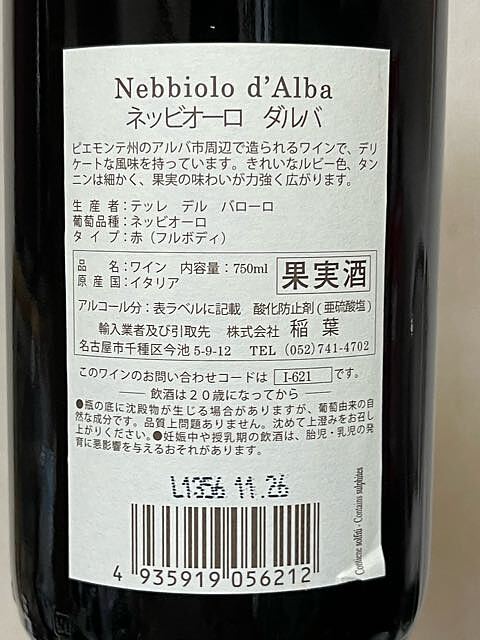 Nebbiolo d'Alba
ネッビオーロ ダルバ
ピエモンテ州のアルバ市周辺で造られるワインで、デリ
ケートな風味を持っています。きれいなルビー色、タン
ニンは細かく、果実の味わいが力強く広がります。
生産者：テッレ デル バローロ
葡萄品種：ネッビオーロ
タイプ：赤（フルボディ）
品名：ワイン 内容量：750ml
原産国：イタリア
果実酒
アルコール分：表ラベルに記載 酸化防止剤(亜硫酸塩)
輸入業者及び引取先 株式会社 稲葉
名古屋市千種区今池5-9-12 TEL (052)741-4702
このワインのお問い合わせコードは I-621 です。
飲酒は２０歳になってから
●瓶の底に沈殿物が生じる場合がありますが、葡萄由来の自
然な成分です。品質上問題ありません。沈めて上澄みをお召し
上がりください。●妊娠中や授乳期の飲酒は、胎児・乳児の発
育に悪影響を与えるおそれがあります。
L1356 11.26
4 935919 056212
Contiene solfiti - Contains sulphites